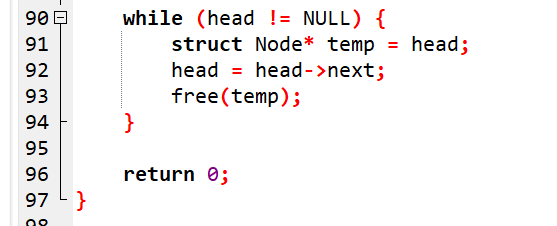 90 while (head != NULL) {
91 struct Node* temp = head;
92 head = head->next;
93 free(temp);
94 }
95
96 return 0;
97 }
98